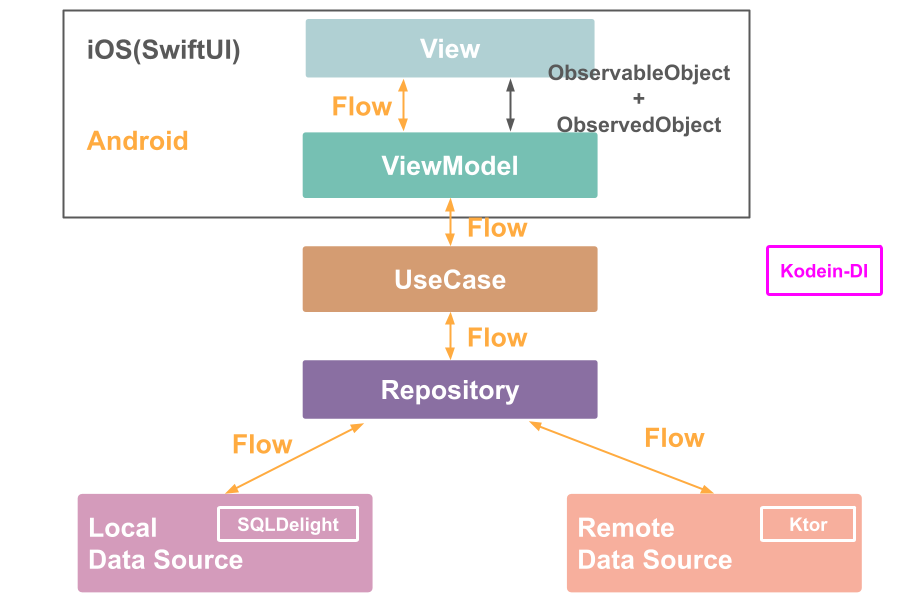 iOS(SwiftUI)
View
ObservableObject
+
ObservedObject
Flow
Android
ViewModel
Flow
UseCase
Kodein-DI
Flow
Repository
Flow
Flow
Local
Data Source
SQLDelight
Remote
Data Source
Ktor